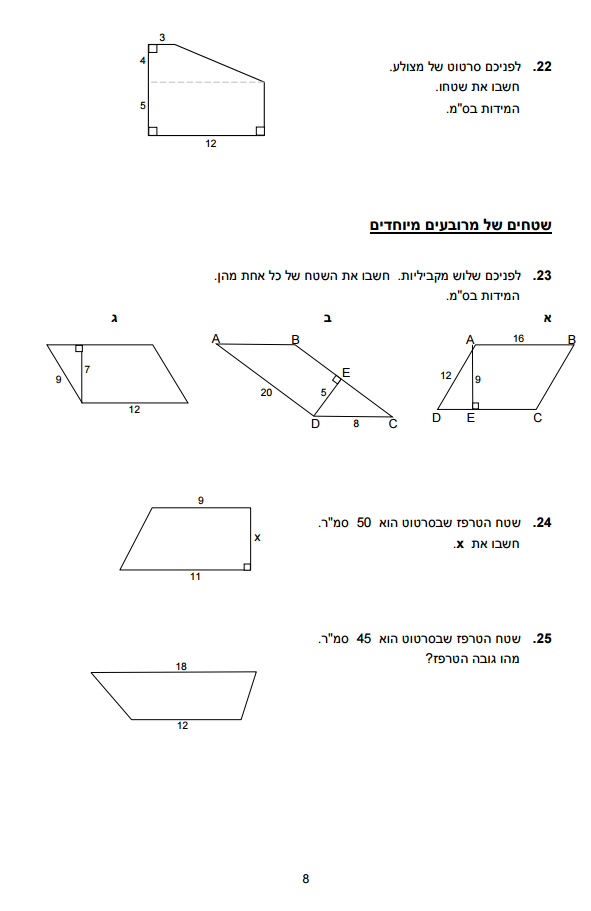 22. לפניכם סרטוט של מצולע.
חשבו את שטחו.
המידות בס"מ.
3
4
5
12
שטחים של מרובעים מיוחדים
23. לפניכם שלוש מקביליות. חשבו את השטח של כל אחת מהן.
המידות בס"מ.
א
ב
ג
A 16 B
12 9
D E C
A B
E
20 5
D 8 C
9 7
12
24. שטח הטרפז שבסרטוט הוא 50 סמ"ר.
חשבו את x.
9
x
11
25. שטח הטרפז שבסרטוט הוא 45 סמ"ר.
מהו גובה הטרפז?
18
12
8